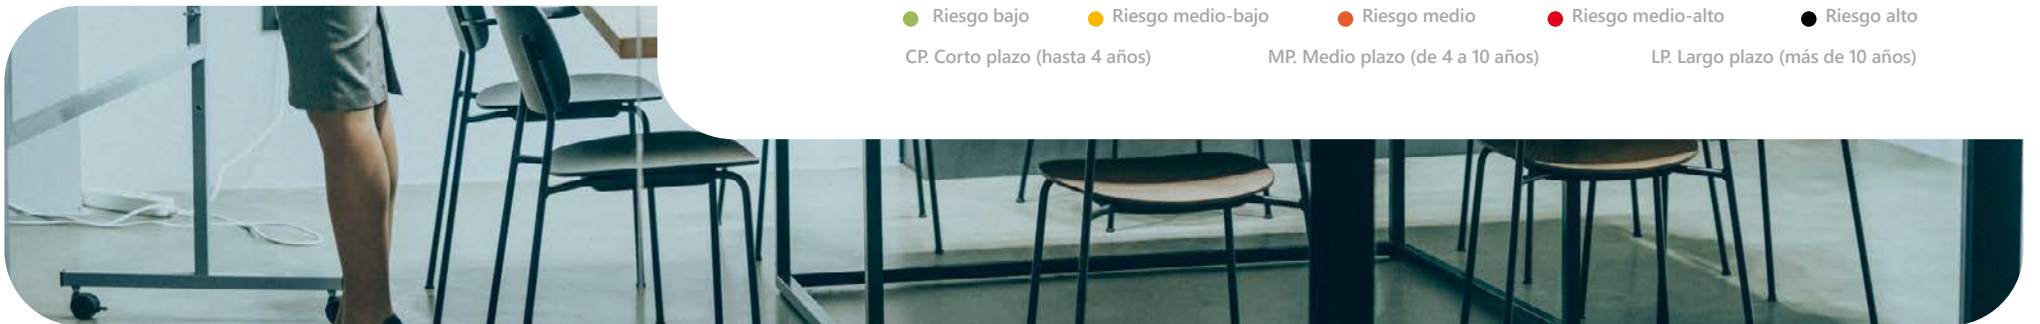 Riesgo bajo Riesgo medio-bajo Riesgo medio Riesgo medio-alto Riesgo alto
CP. Corto plazo (hasta 4 años) MP. Medio plazo (de 4 a 10 años) LP. Largo plazo (más de 10 años)